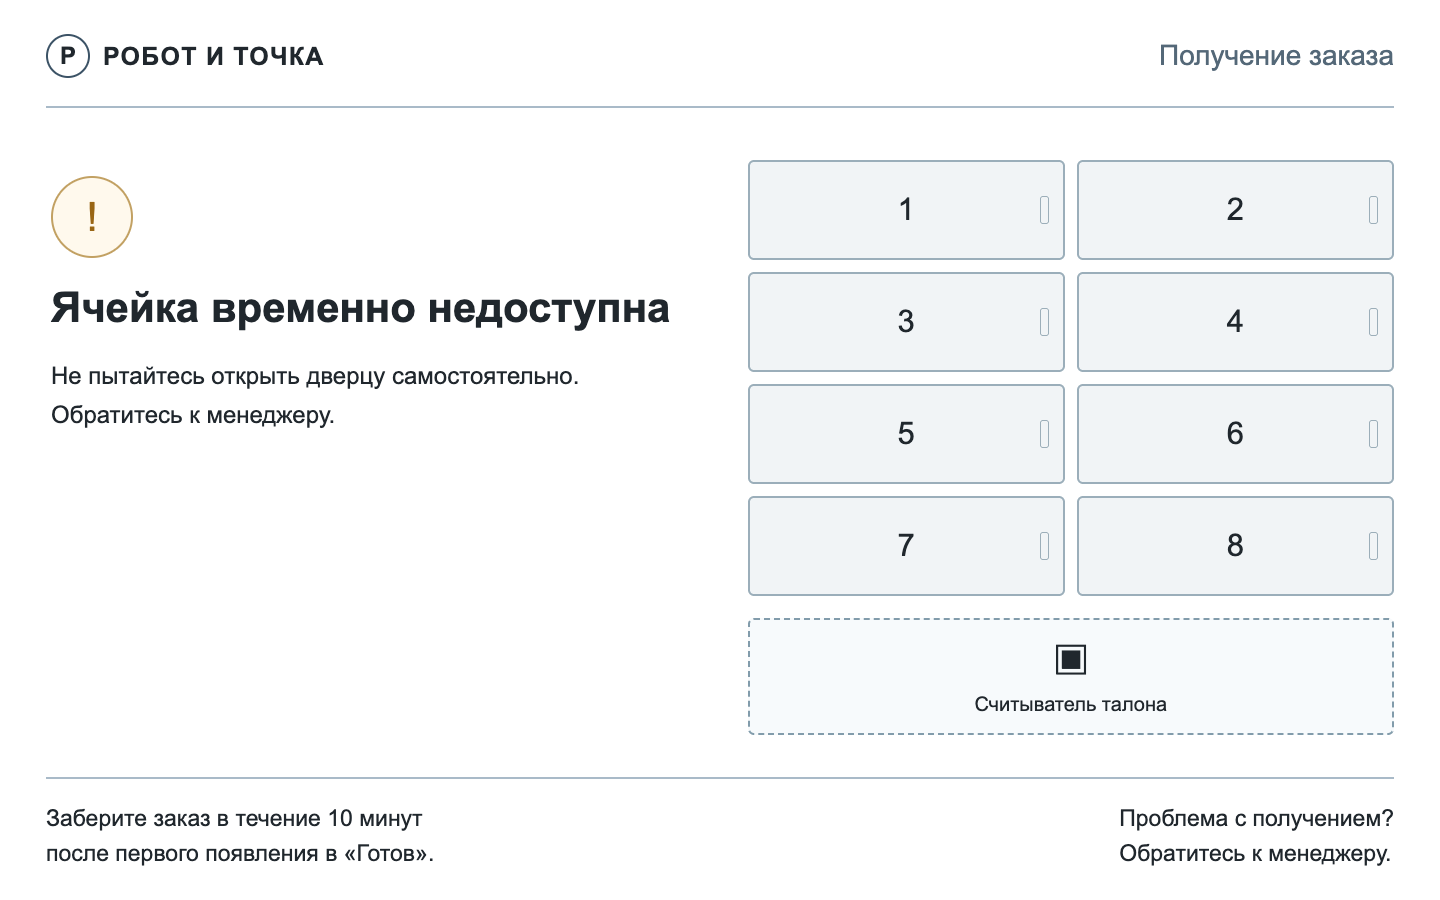 Р РОБОТ И ТОЧКА
Получение заказа
!
Ячейка временно недоступна
Не пытайтесь открыть дверцу самостоятельно.
Обратитесь к менеджеру.
1
2
3
4
5
6
7
8
Считыватель талона
Заберите заказ в течение 10 минут
после первого появления в «Готов».
Проблема с получением?
Обратитесь к менеджеру.